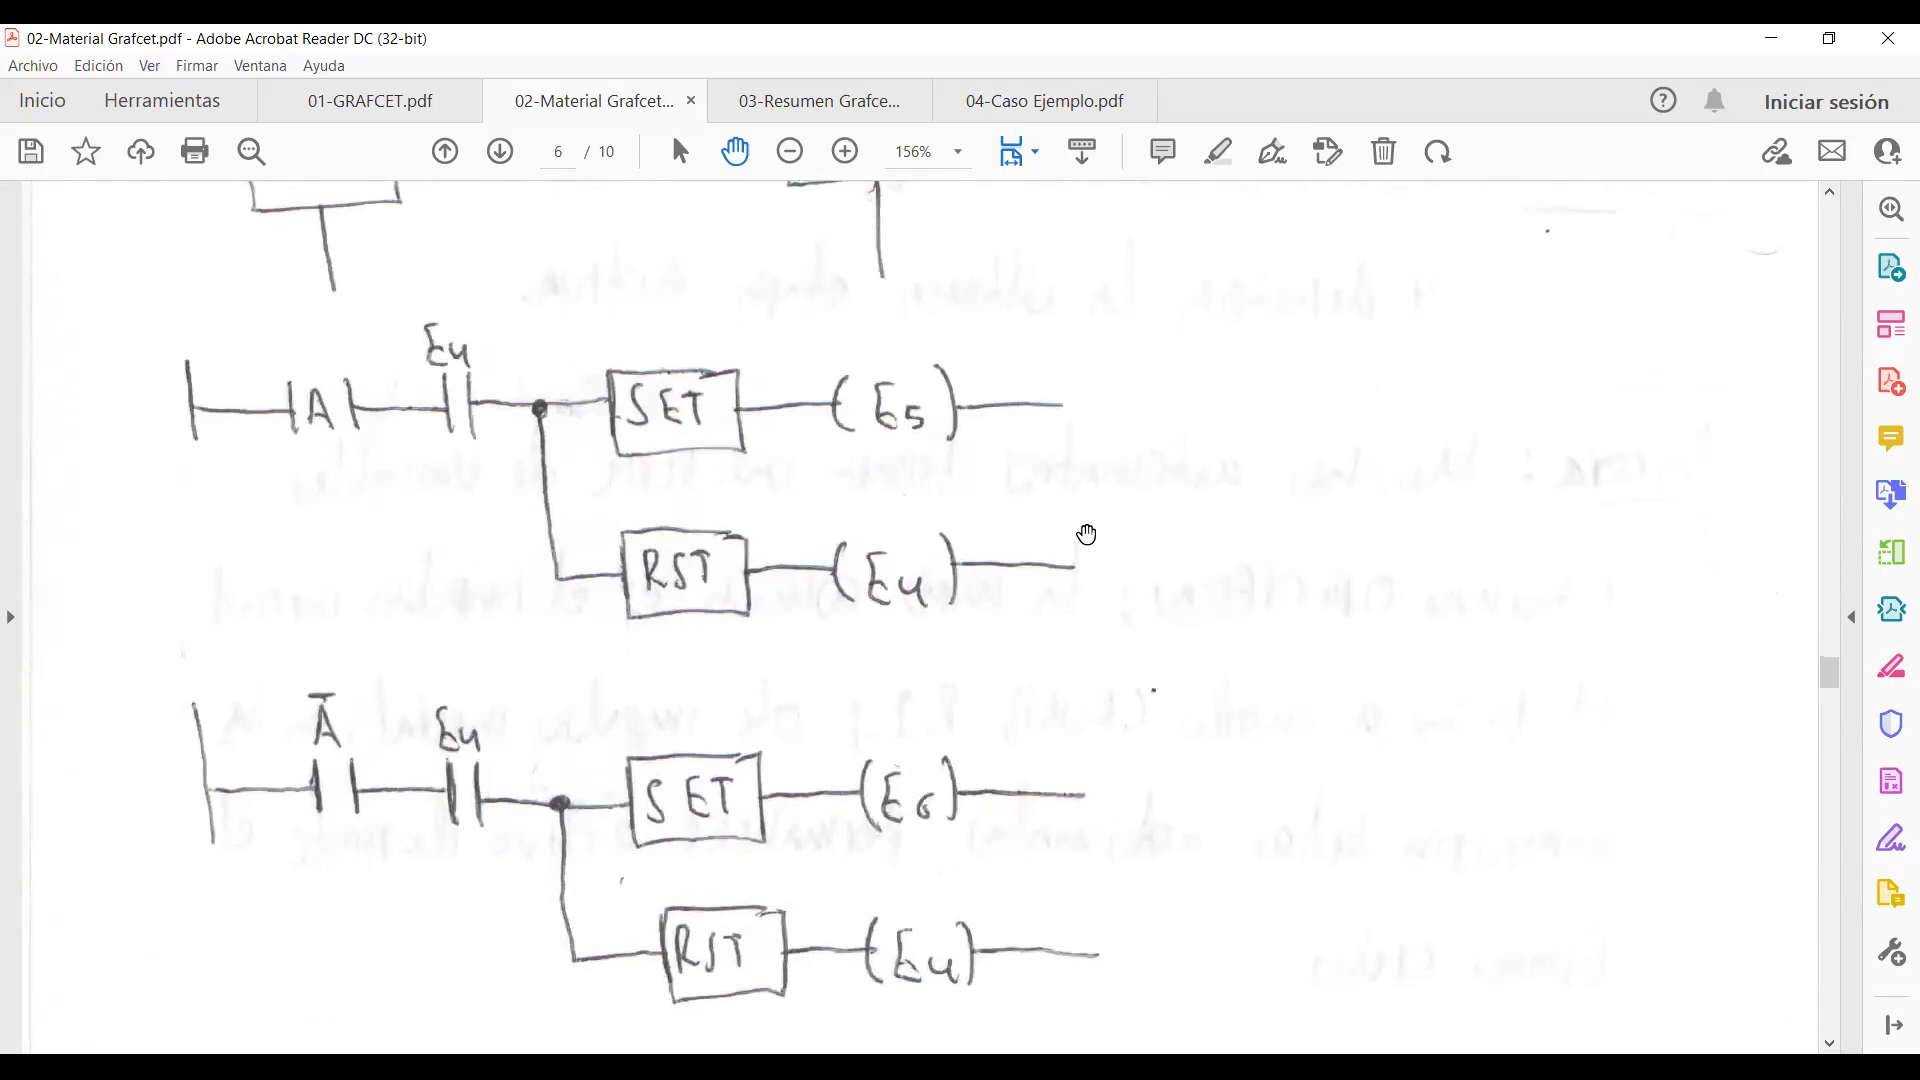 02-Material Grafcet.pdf - Adobe Acrobat Reader DC (32-bit)
Archivo Edición Ver Firmar Ventana Ayuda
Inicio Herramientas 01-GRAFCET.pdf 02-Material Grafcet... × 03-Resumen Grafce... 04-Caso Ejemplo.pdf Iniciar sesión
6 / 10 156%
E4
A SET (E5)
RST (E4)
Ā E4
SET (E6)
RST (E4)